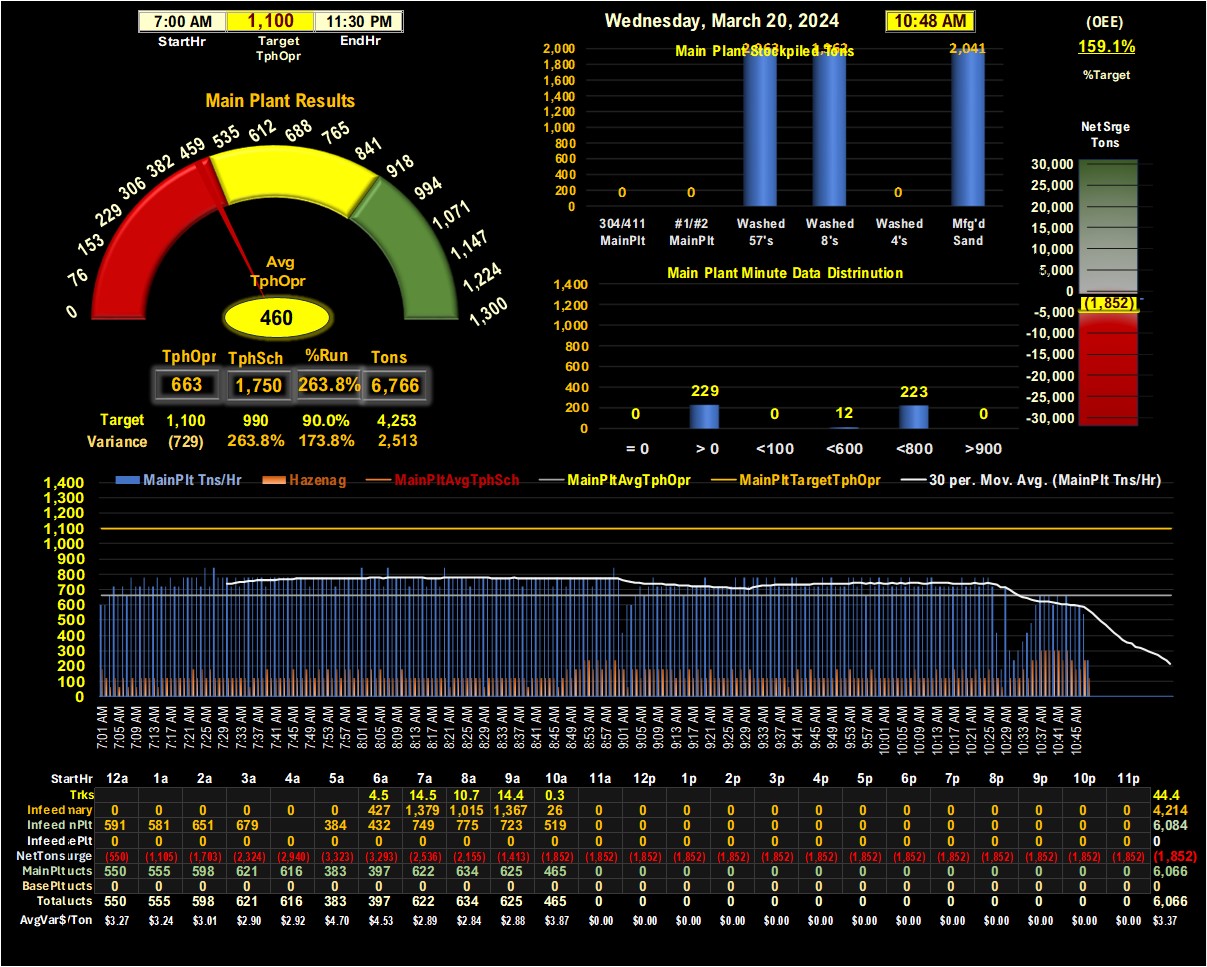 7:00 AM 1,100 11:30 PM
StartHr Target TphOpr EndHr
Wednesday, March 20, 2024 10:48 AM
(OEE)
159.1%
%Target
Main Plant Results
0 76 153 229 306 382 459 535 612 688 765 841 918 994 1,071 1,147 1,224 1,300
Avg
TphOpr
460
TphOpr TphSch %Run Tons
663 1,750 263.8% 6,766
Target 1,100 990 90.0% 4,253
Variance (729) 263.8% 173.8% 2,513
Main Plant Stockpiled Tons
2,000
1,800
1,600
1,400
1,200
1,000
800
600
400
200
0
0 0 0 2,041
304/411 #1/#2 Washed Washed Washed Mfg'd
MainPlt MainPlt 57's 8's 4's Sand
Main Plant Minute Data Distrinution
1,400
1,200
1,000
800
600
400
200
0
0 229 0 12 223 0
= 0 > 0 <100 <600 <800 >900
Net Srge
Tons
30,000
25,000
20,000
15,000
10,000
5,000
0
(1,852)
-5,000
-10,000
-15,000
-20,000
-25,000
-30,000
MainPlt Tns/Hr Hazenag MainPltAvgTphSch MainPltAvgTphOpr MainPltTargetTphOpr 30 per. Mov. Avg. (MainPlt Tns/Hr)
1,400
1,300
1,200
1,100
1,000
900
800
700
600
500
400
300
200
100
0
7:01 AM 7:05 AM 7:09 AM 7:13 AM 7:17 AM 7:21 AM 7:25 AM 7:29 AM 7:33 AM 7:37 AM 7:41 AM 7:45 AM 7:49 AM 7:53 AM 7:57 AM 8:01 AM 8:05 AM 8:09 AM 8:13 AM 8:17 AM 8:21 AM 8:25 AM 8:29 AM 8:33 AM 8:37 AM 8:41 AM 8:45 AM 8:49 AM 8:53 AM 8:57 AM 9:01 AM 9:05 AM 9:09 AM 9:13 AM 9:17 AM 9:21 AM 9:25 AM 9:29 AM 9:33 AM 9:37 AM 9:41 AM 9:45 AM 9:49 AM 9:53 AM 9:57 AM 10:01 AM 10:05 AM 10:09 AM 10:13 AM 10:17 AM 10:21 AM 10:25 AM 10:29 AM 10:33 AM 10:37 AM 10:41 AM 10:45 AM
StartHr 12a 1a 2a 3a 4a 5a 6a 7a 8a 9a 10a 11a 12p 1p 2p 3p 4p 5p 6p 7p 8p 9p 10p 11p
Trks 4.5 14.5 10.7 14.4 0.3 44.4
Infeed nary 0 0 0 0 0 0 427 1,379 1,015 1,367 26 0 0 0 0 0 0 0 0 0 0 0 0 0 4,214
Infeed nPlt 591 581 651 679 384 432 749 775 723 519 0 0 0 0 0 0 0 0 0 0 0 0 0 6,084
Infeed ePlt 0 0 0 0 0 0 0 0 0 0 0 0 0 0 0 0 0 0 0 0 0 0 0 0 0
NetTons urge (550) (1,105) (1,703) (2,324) (2,940) (3,323) (3,293) (2,536) (2,155) (1,413) (1,852) (1,852) (1,852) (1,852) (1,852) (1,852) (1,852) (1,852) (1,852) (1,852) (1,852) (1,852) (1,852) (1,852) (1,852)
MainPlt ucts 550 555 598 621 616 383 397 622 634 625 465 0 0 0 0 0 0 0 0 0 0 0 0 0 6,066
BasePlt ucts 0 0 0 0 0 0 0 0 0 0 0 0 0 0 0 0 0 0 0 0 0 0 0 0 0
Total ucts 550 555 598 621 616 383 397 622 634 625 465 0 0 0 0 0 0 0 0 0 0 0 0 0 6,066
AvgVar$/Ton $3.27 $3.24 $3.01 $2.90 $2.92 $4.70 $4.53 $2.89 $2.84 $2.88 $3.87 $0.00 $0.00 $0.00 $0.00 $0.00 $0.00 $0.00 $0.00 $0.00 $0.00 $0.00 $0.00 $0.00 $3.37